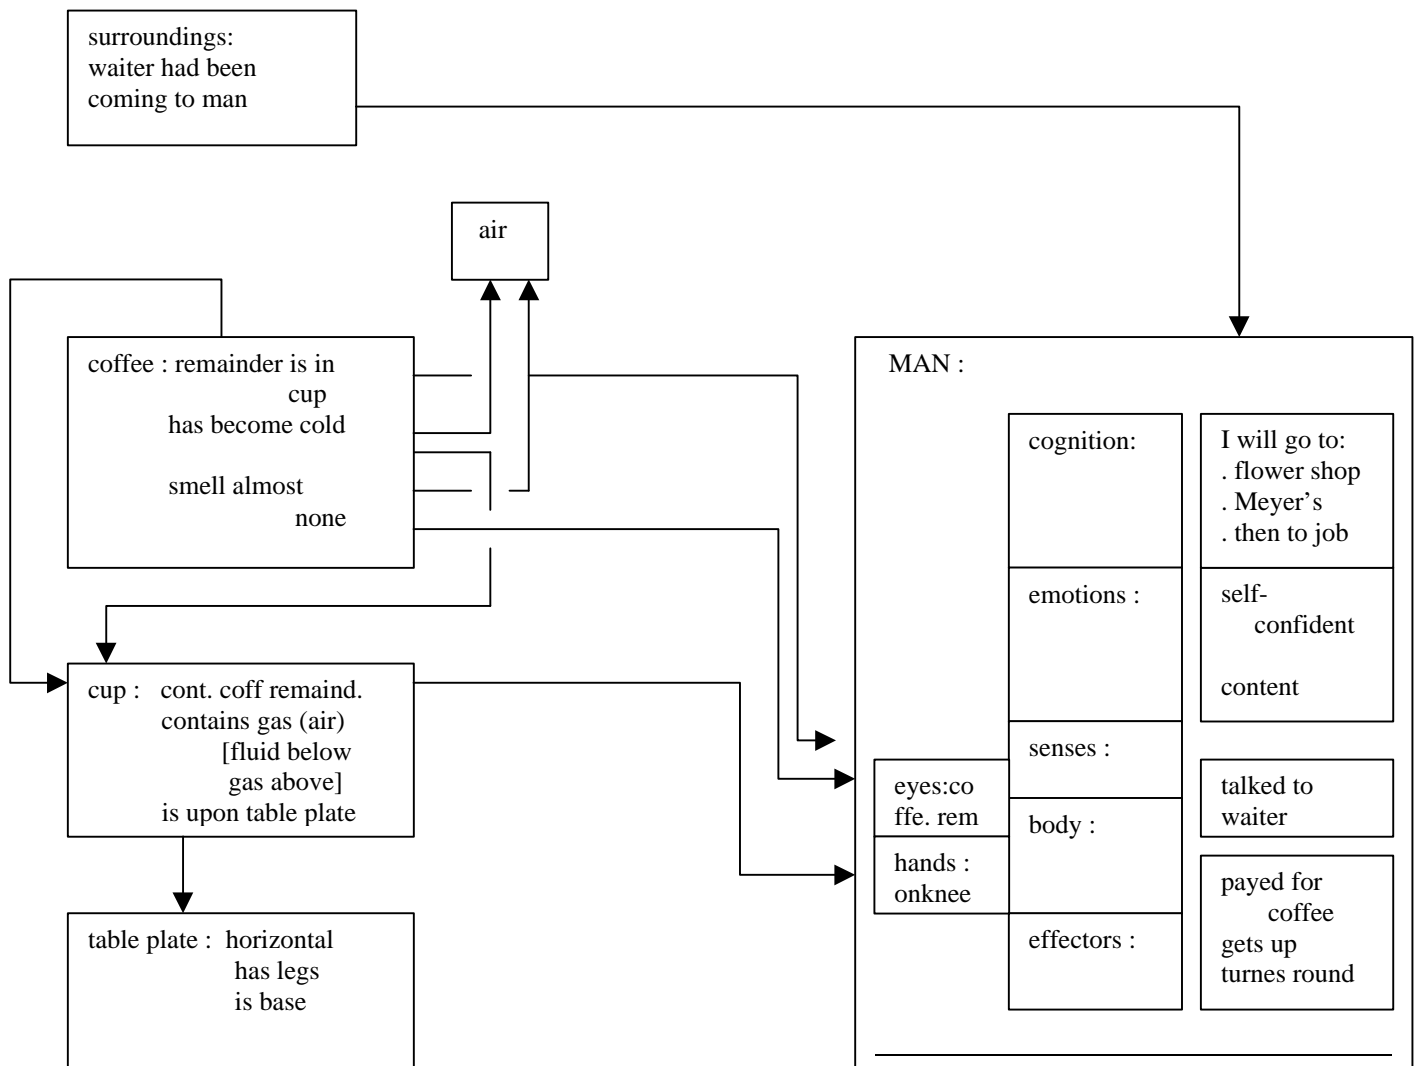 surroundings:
waiter had been
coming to man
air
coffee : remainder is in
cup
has become cold
smell almost
none
cup : cont. coff remaind.
contains gas (air)
[fluid below
gas above]
is upon table plate
table plate : horizontal
has legs
is base
MAN :
cognition:
I will go to:
. flower shop
. Meyer’s
. then to job
emotions :
self-
confident
content
senses :
eyes:co
ffe. rem
talked to
waiter
body :
hands :
onknee
payed for
coffee
gets up
turnes round
effectors :